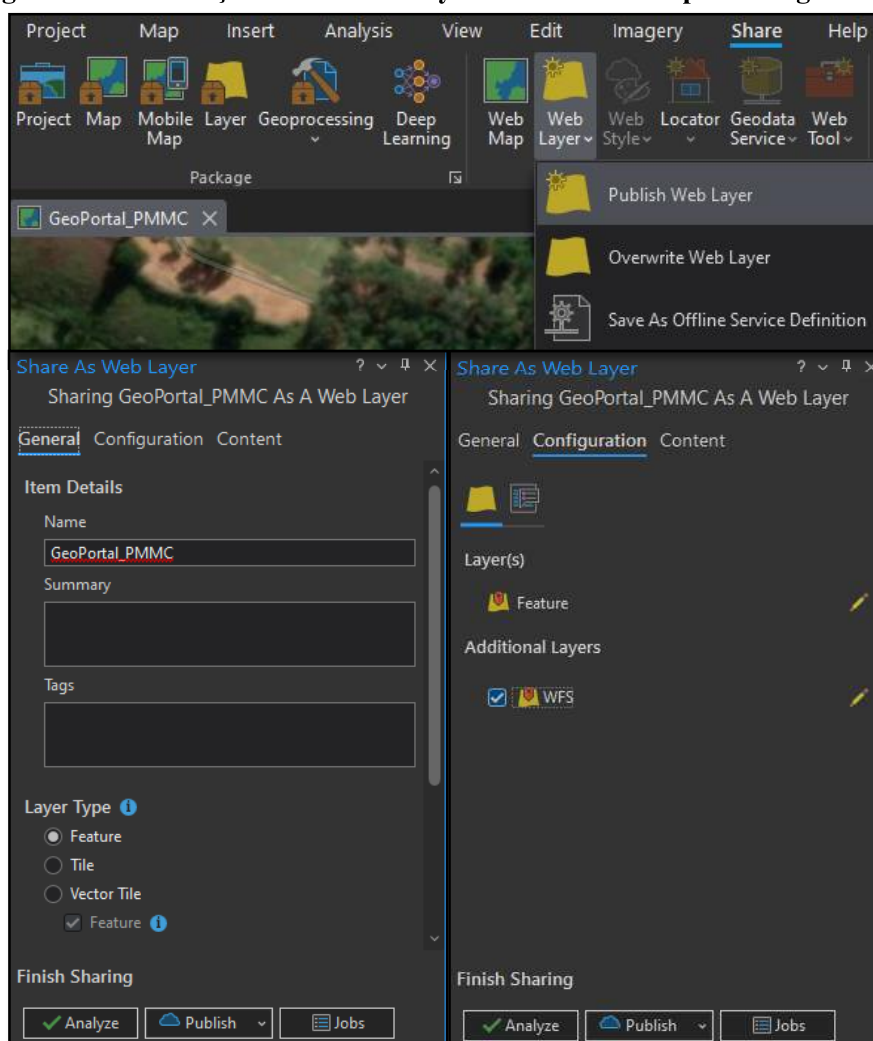 Project Map Insert Analysis View Edit Imagery Share Help
Project Map Mobile Map Layer Geoprocessing Deep Learning Web Map Web Layer Web Style Locator Geodata Service Web Tool
Package
Publish Web Layer
Overwrite Web Layer
Save As Offline Service Definition
GeoPortal_PMMC
Share As Web Layer
Sharing GeoPortal_PMMC As A Web Layer
General Configuration Content
Item Details
Name
GeoPortal_PMMC
Summary
Tags
Layer Type
Feature
Tile
Vector Tile
Feature
Finish Sharing
Analyze Publish Jobs
Share As Web Layer
Sharing GeoPortal_PMMC As A Web Layer
General Configuration Content
Layer(s)
Feature
Additional Layers
WFS
Finish Sharing
Analyze Publish Jobs